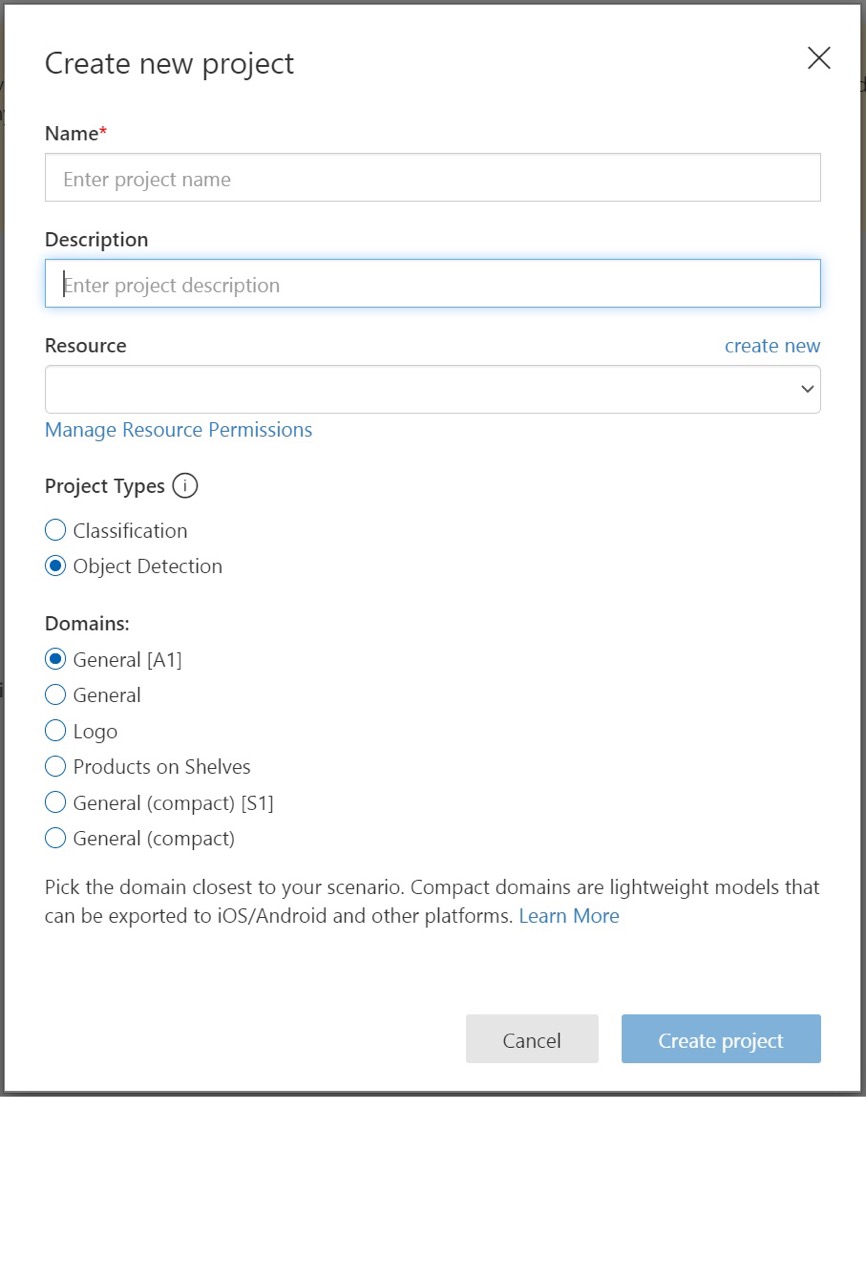 Create new project
Name*
Enter project name
Description
Enter project description
Resource
create new
Manage Resource Permissions
Project Types
Classification
Object Detection
Domains:
General [A1]
General
Logo
Products on Shelves
General (compact) [S1]
General (compact)
Pick the domain closest to your scenario. Compact domains are lightweight models that
can be exported to iOS/Android and other platforms. Learn More
Cancel
Create project